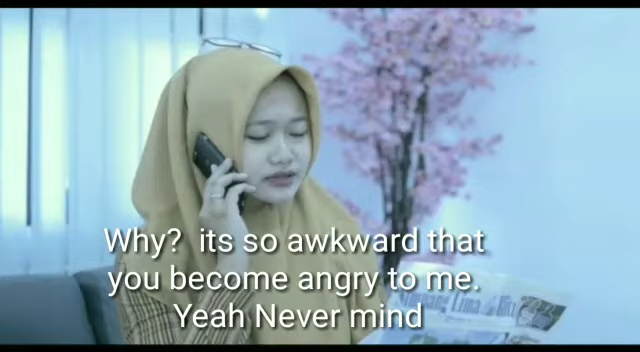 Why?  its so awkward that
you become angry to me.
Yeah Never mind